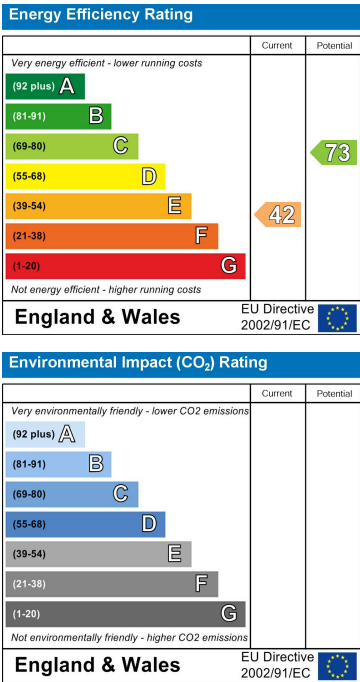 Energy Efficiency Rating
Current Potential
Very energy efficient - lower running costs
(92 plus) A
(81-91) B
(69-80) C
73
(55-68) D
(39-54) E
42
(21-38) F
(1-20) G
Not energy efficient - higher running costs
England & Wales
EU Directive
2002/91/EC
Environmental Impact (CO₂) Rating
Current Potential
Very environmentally friendly - lower CO2 emissions
(92 plus) A
(81-91) B
(69-80) C
(55-68) D
(39-54) E
(21-38) F
(1-20) G
Not environmentally friendly - higher CO2 emissions
England & Wales
EU Directive
2002/91/EC